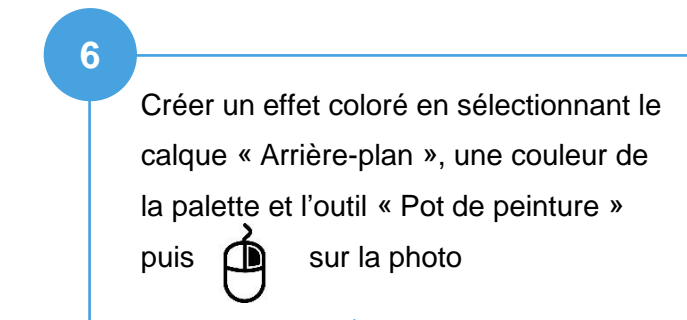 6
Créer un effet coloré en sélectionnant le
calque « Arrière-plan », une couleur de
la palette et l’outil « Pot de peinture »
puis sur la photo